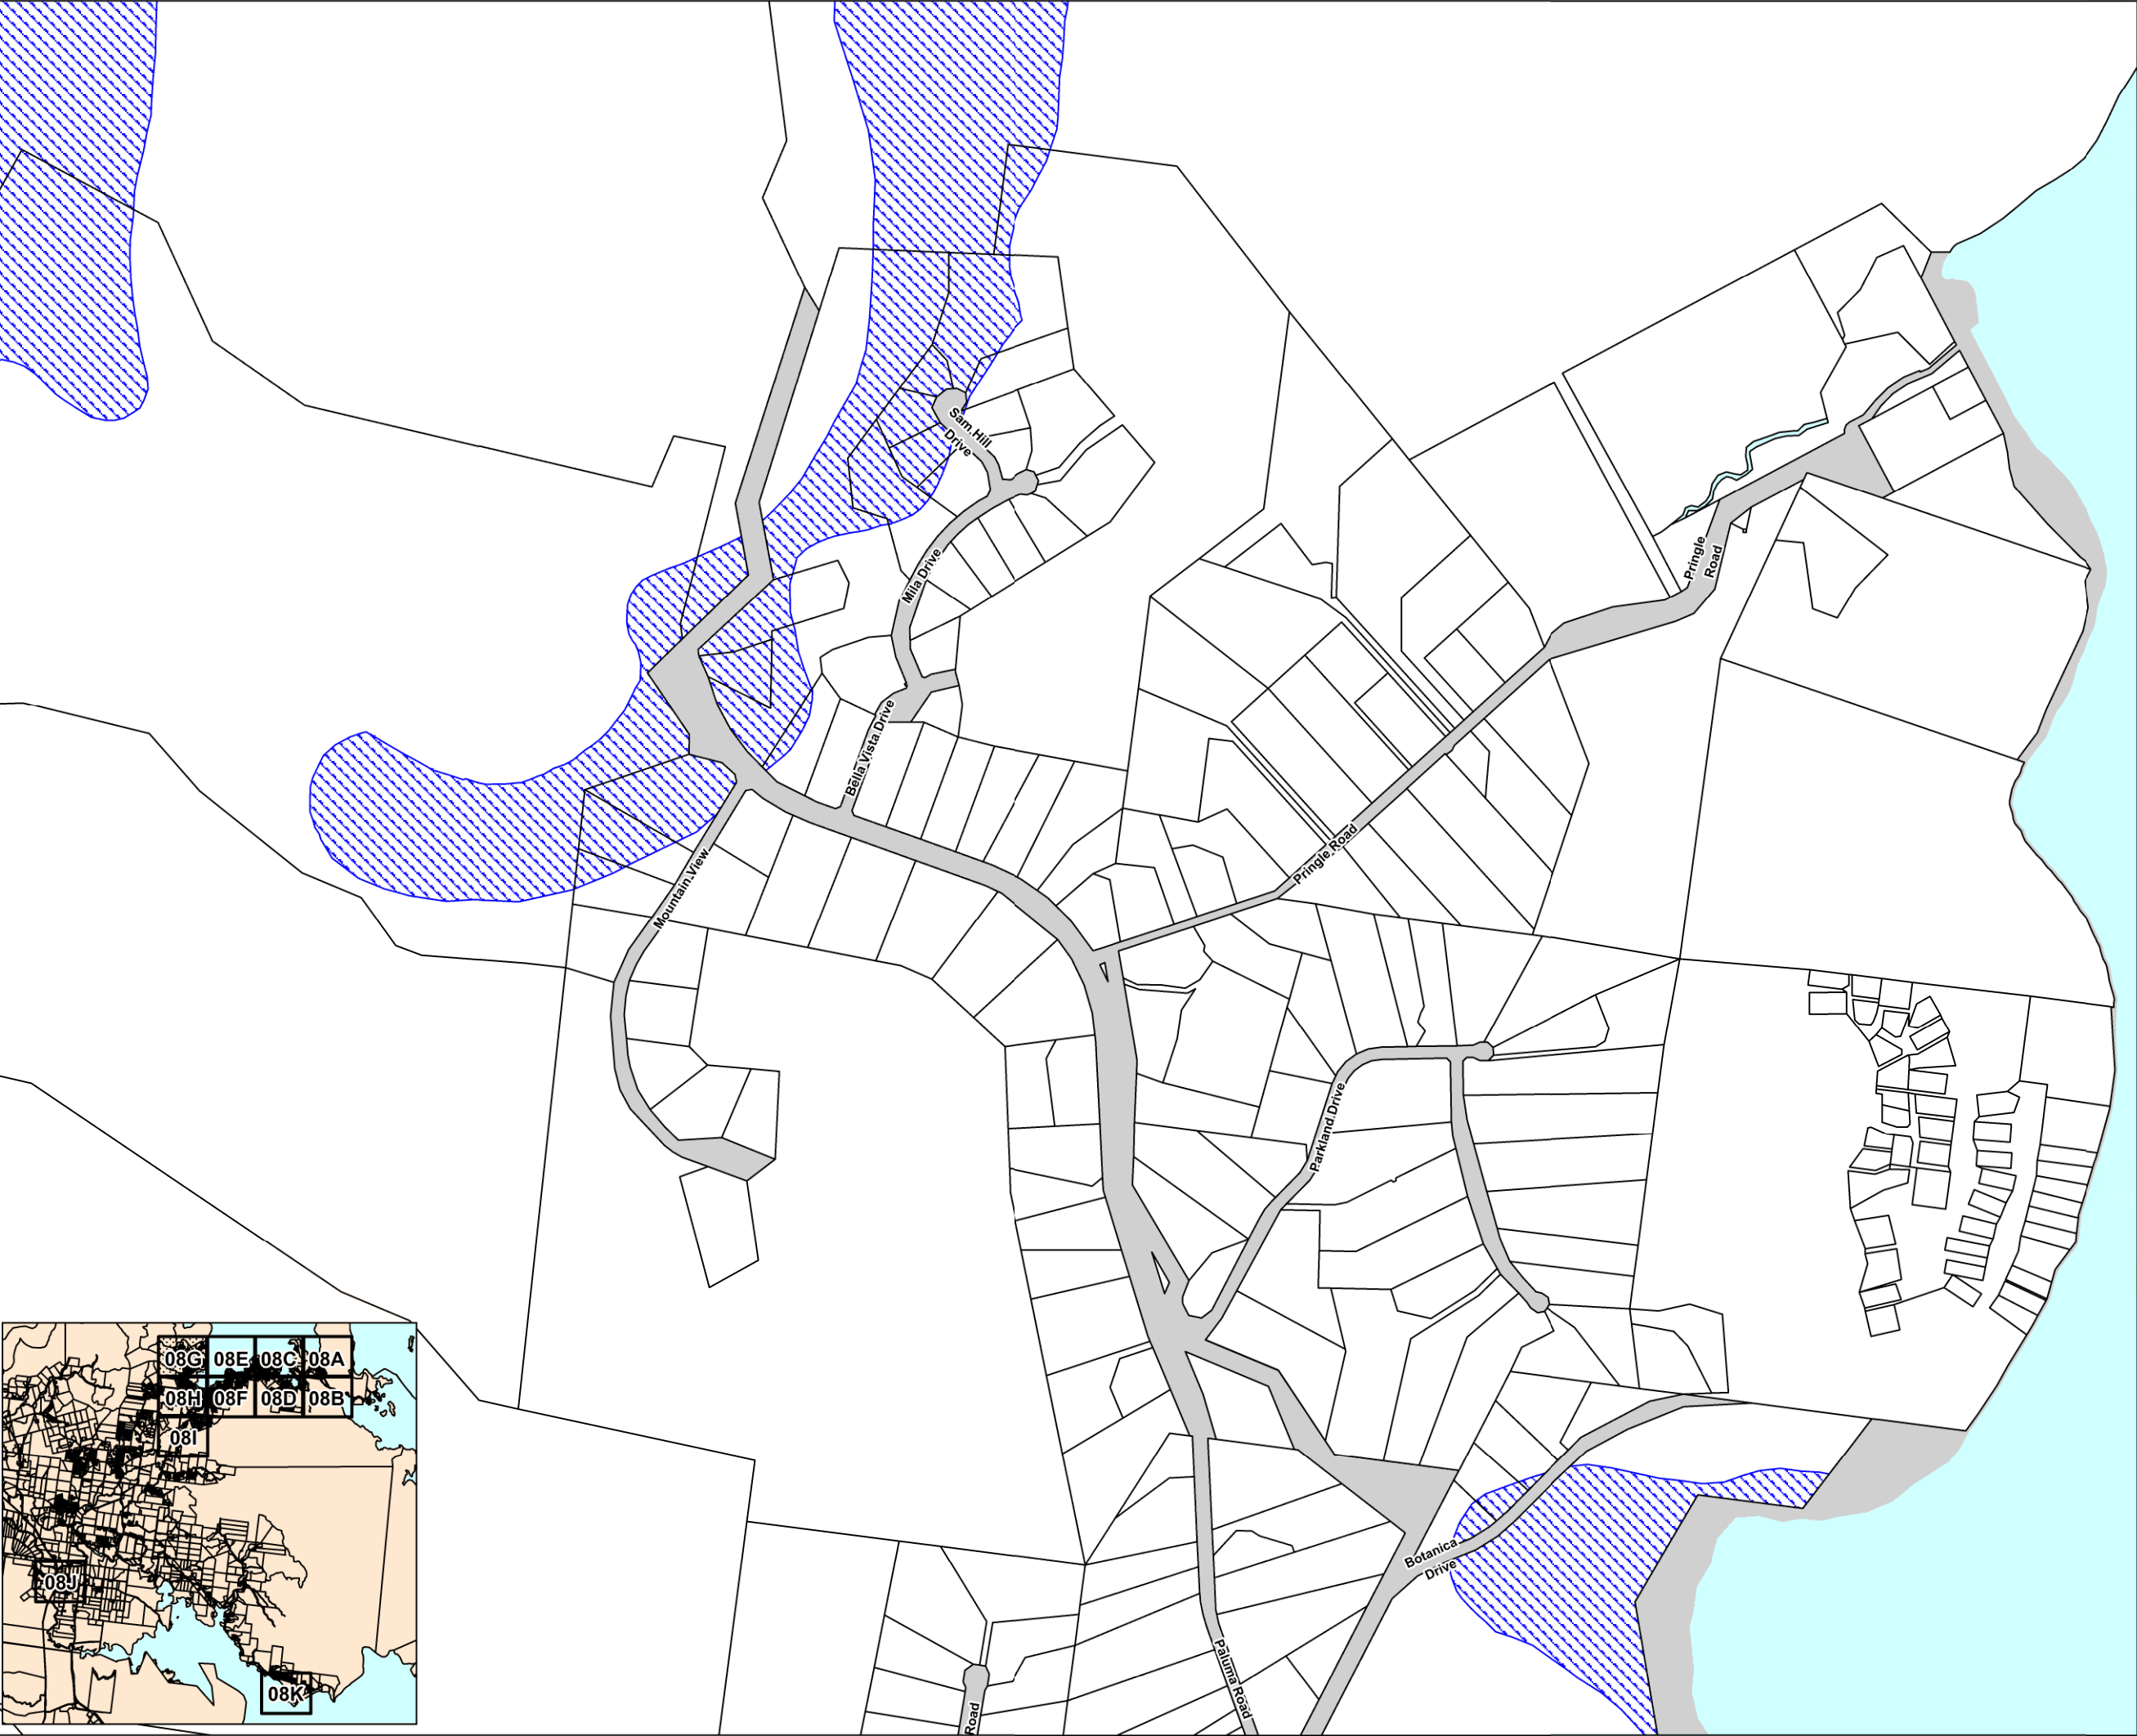 Sam Hill
Drive
Mila Drive
Pringle
Road
Bella Vista Drive
Mountain View
Pringle Road
Parkland Drive
Botanica
Drive
Paluma Road
Road
08G 08E 08C 08A
08H 08F 08D 08B
08I
08J
08K